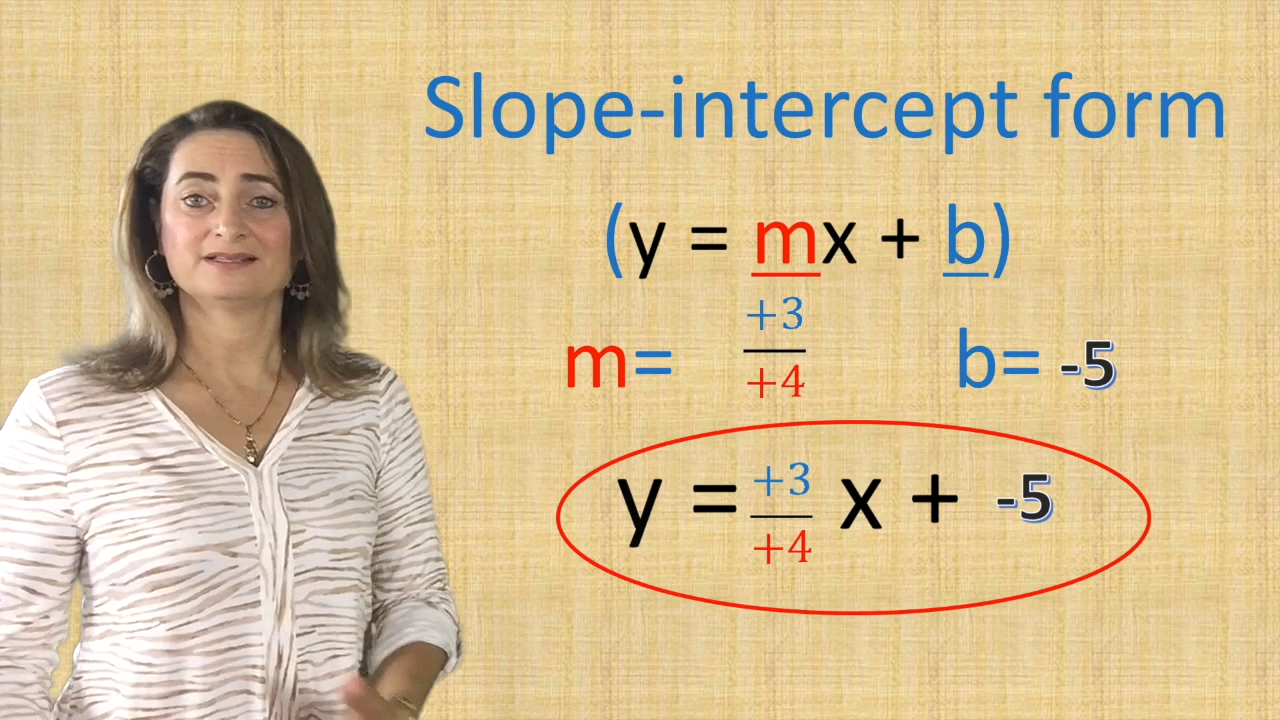 Slope-intercept form
(y = mx + b)
m= +3/+4 b= -5
y = +3/+4 x + -5